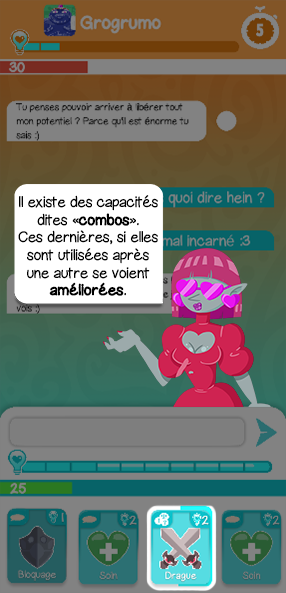 Grogrumo
5
30
Tu penses pouvoir arriver à libérer tout
mon potentiel ? Parce qu'il est énorme tu
sais :)
quoi dire hein ?
Il existe des capacités
dites «combos».
Ces dernières, si elles
sont utilisées après
une autre se voient
améliorées.
mal incarné :3
vois :)
25
1
Bloquage
2
Soin
2
Drague
2
Soin